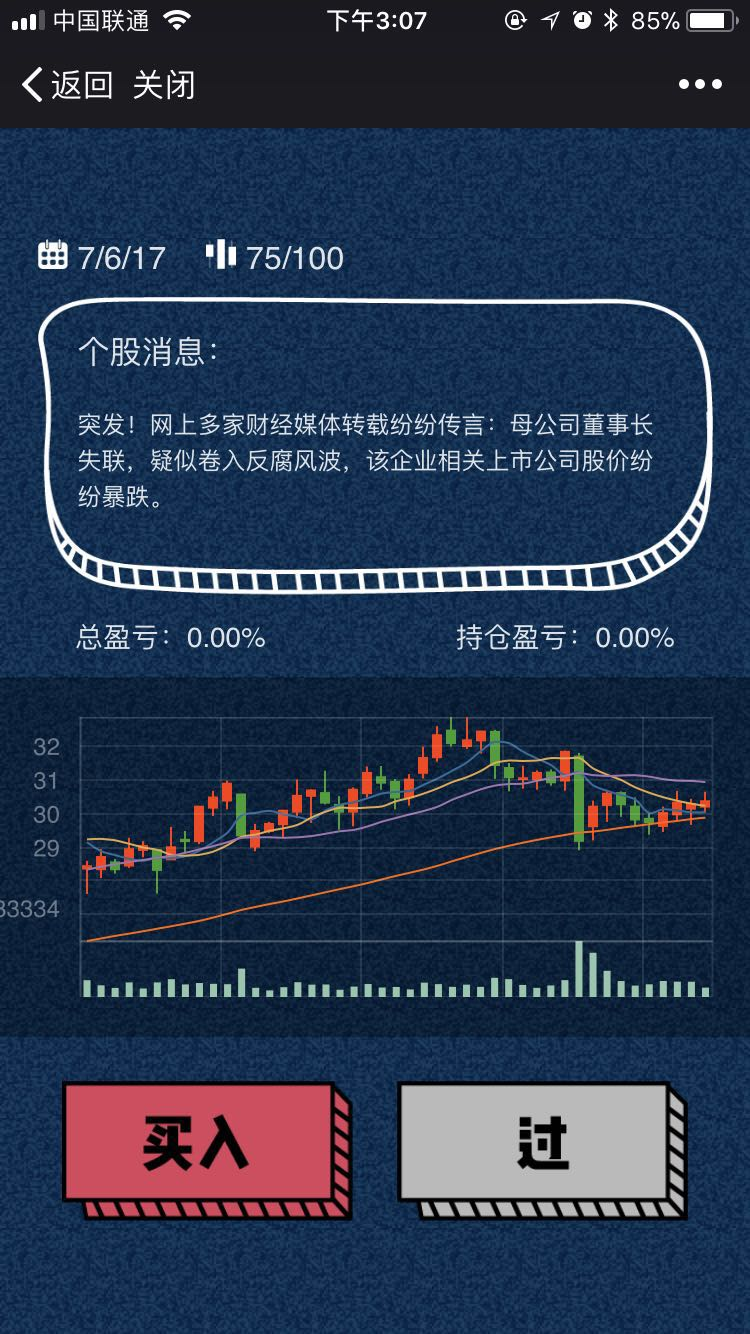 中国联通 下午3:07 85%
返回 关闭
7/6/17 75/100
个股消息：
突发！网上多家财经媒体转载纷纷传言：母公司董事长
失联，疑似卷入反腐风波，该企业相关上市公司股价纷
纷暴跌。
总盈亏：0.00% 持仓盈亏：0.00%
32
31
30
29
33334
买入 过